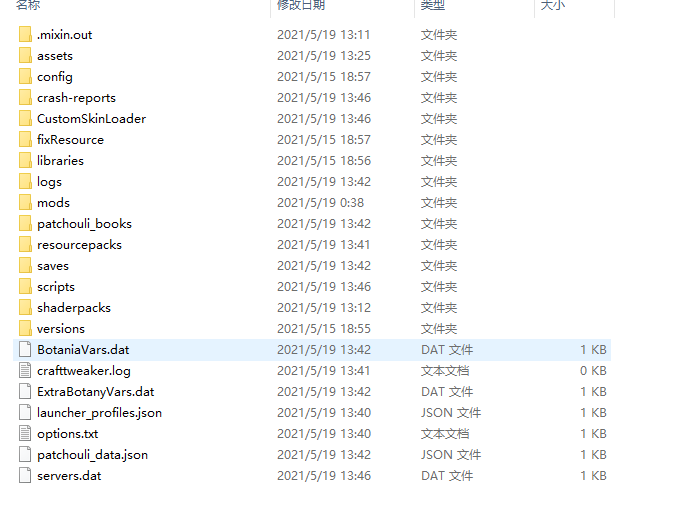 名称 修改日期 类型 大小
.mixin.out 2021/5/19 13:11 文件夹
assets 2021/5/19 13:25 文件夹
config 2021/5/15 18:57 文件夹
crash-reports 2021/5/19 13:46 文件夹
CustomSkinLoader 2021/5/19 13:46 文件夹
fixResource 2021/5/15 18:57 文件夹
libraries 2021/5/15 18:56 文件夹
logs 2021/5/19 13:42 文件夹
mods 2021/5/19 0:38 文件夹
patchouli_books 2021/5/19 13:42 文件夹
resourcepacks 2021/5/19 13:41 文件夹
saves 2021/5/19 13:42 文件夹
scripts 2021/5/19 13:46 文件夹
shaderpacks 2021/5/19 13:12 文件夹
versions 2021/5/15 18:55 文件夹
BotaniaVars.dat 2021/5/19 13:42 DAT 文件 1 KB
crafttweaker.log 2021/5/19 13:41 文本文档 0 KB
ExtraBotanyVars.dat 2021/5/19 13:42 DAT 文件 1 KB
launcher_profiles.json 2021/5/19 13:40 JSON 文件 1 KB
options.txt 2021/5/19 13:40 文本文档 1 KB
patchouli_data.json 2021/5/19 13:42 JSON 文件 1 KB
servers.dat 2021/5/19 13:46 DAT 文件 1 KB